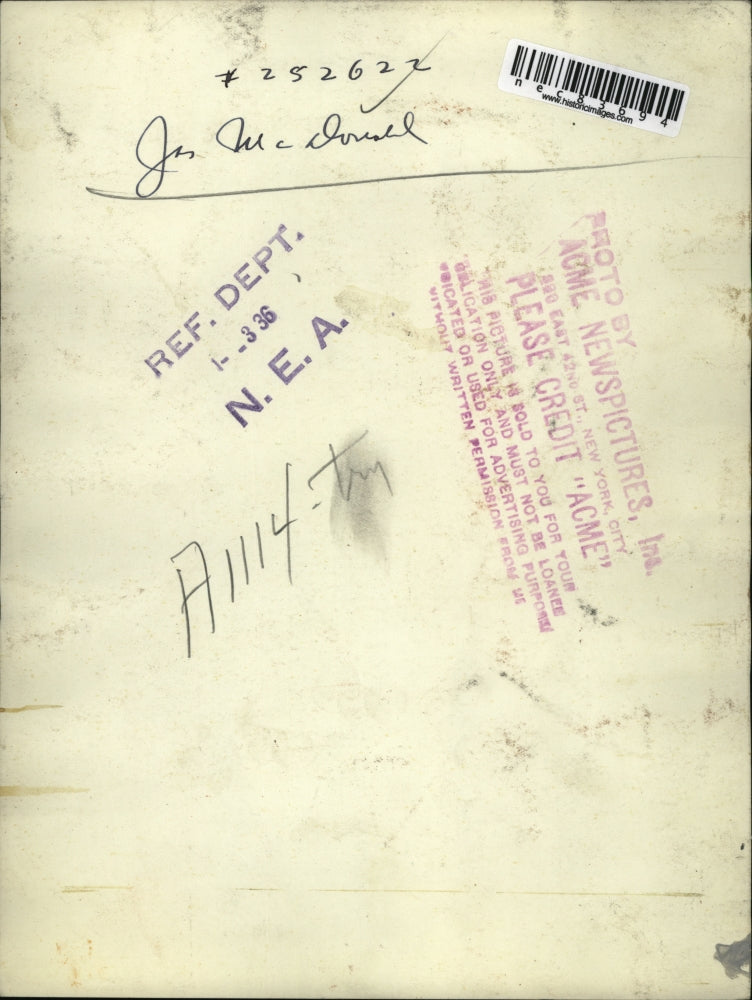 # 252622
Jas McDonald
necb53694
www.historicimages.com
REF. DEPT.
1--3 36
N. E. A.
PHOTO BY
ACME NEWSPICTURES, Inc.
220 EAST 42ND ST., NEW YORK, CITY
PLEASE CREDIT "ACME"
THIS PICTURE IS SOLD TO YOU FOR YOUR
PUBLICATION ONLY AND MUST NOT BE LOANED
SYNDICATED OR USED FOR ADVERTISING PURPOSES
WITHOUT WRITTEN PERMISSION FROM US
A1114-